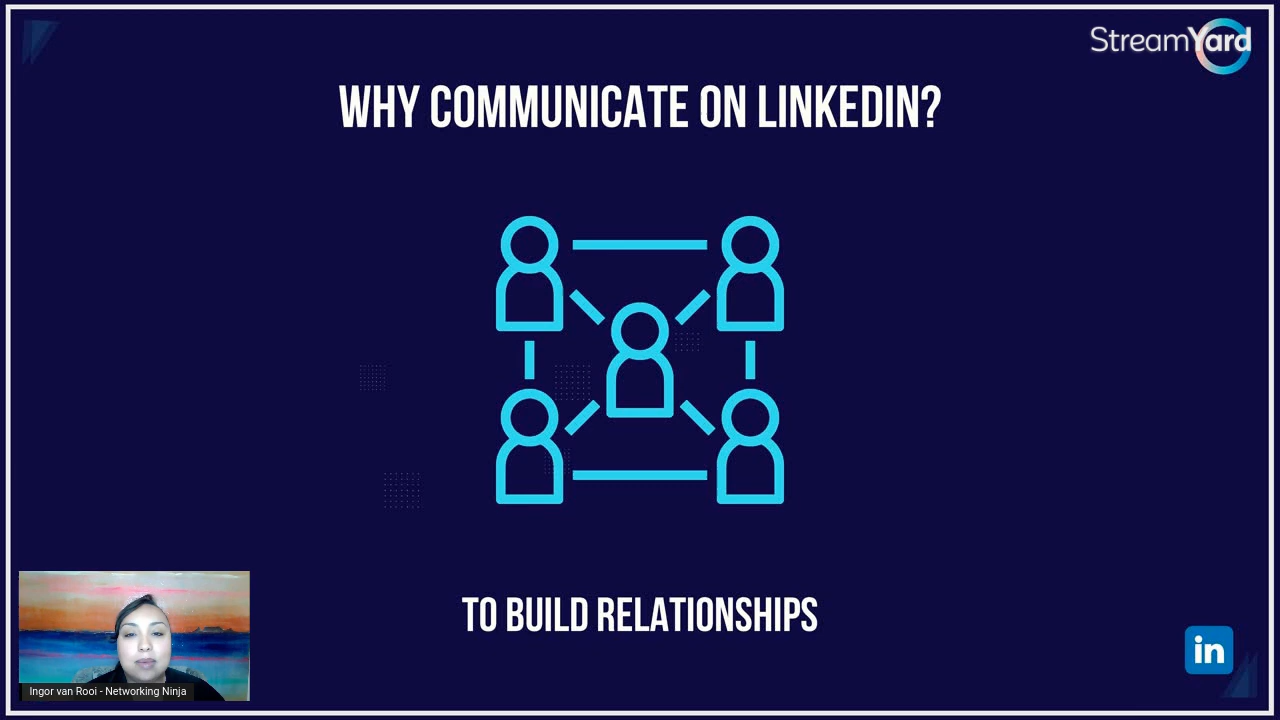 StreamYard
WHY COMMUNICATE ON LINKEDIN?
TO BUILD RELATIONSHIPS
in
Ingor van Rooi - Networking Ninja